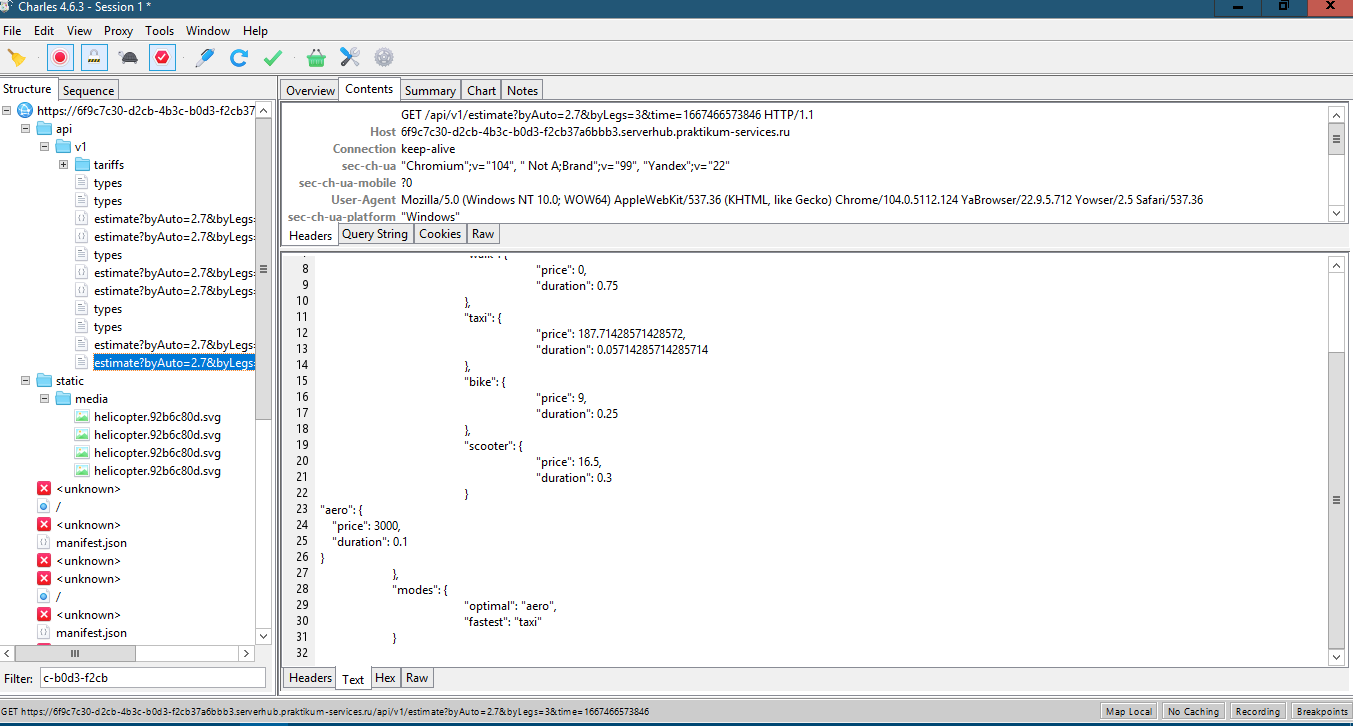 Charles 4.6.3 - Session 1 *
File Edit View Proxy Tools Window Help
Structure Sequence
https://6f9c7c30-d2cb-4b3c-b0d3-f2cb37
api
v1
tariffs
types
types
estimate?byAuto=2.7&byLegs=
estimate?byAuto=2.7&byLegs=
types
estimate?byAuto=2.7&byLegs=
estimate?byAuto=2.7&byLegs=
types
types
estimate?byAuto=2.7&byLegs=
estimate?byAuto=2.7&byLegs=
static
media
helicopter.92b6c80d.svg
helicopter.92b6c80d.svg
helicopter.92b6c80d.svg
helicopter.92b6c80d.svg
<unknown>
/
<unknown>
manifest.json
<unknown>
<unknown>
/
<unknown>
manifest.json
Filter: c-b0d3-f2cb
Overview Contents Summary Chart Notes
GET /api/v1/estimate?byAuto=2.7&byLegs=3&time=1667466573846 HTTP/1.1
Host 6f9c7c30-d2cb-4b3c-b0d3-f2cb37a6bbb3.serverhub.praktikum-services.ru
Connection keep-alive
sec-ch-ua "Chromium";v="104", " Not A;Brand";v="99", "Yandex";v="22"
sec-ch-ua-mobile ?0
User-Agent Mozilla/5.0 (Windows NT 10.0; WOW64) AppleWebKit/537.36 (KHTML, like Gecko) Chrome/104.0.5112.124 YaBrowser/22.9.5.712 Yowser/2.5 Safari/537.36
sec-ch-ua-platform "Windows"
Headers Query String Cookies Raw
8 "price": 0,
9 "duration": 0.75
10 },
11 "taxi": {
12 "price": 187.71428571428572,
13 "duration": 0.05714285714285714
14 },
15 "bike": {
16 "price": 9,
17 "duration": 0.25
18 },
19 "scooter": {
20 "price": 16.5,
21 "duration": 0.3
22 }
23 "aero": {
24 "price": 3000,
25 "duration": 0.1
26 }
27 },
28 "modes": {
29 "optimal": "aero",
30 "fastest": "taxi"
31 }
32
Headers Text Hex Raw
GET https://6f9c7c30-d2cb-4b3c-b0d3-f2cb37a6bbb3.serverhub.praktikum-services.ru/api/v1/estimate?byAuto=2.7&byLegs=3&time=1667466573846
Map Local No Caching Recording Breakpoints